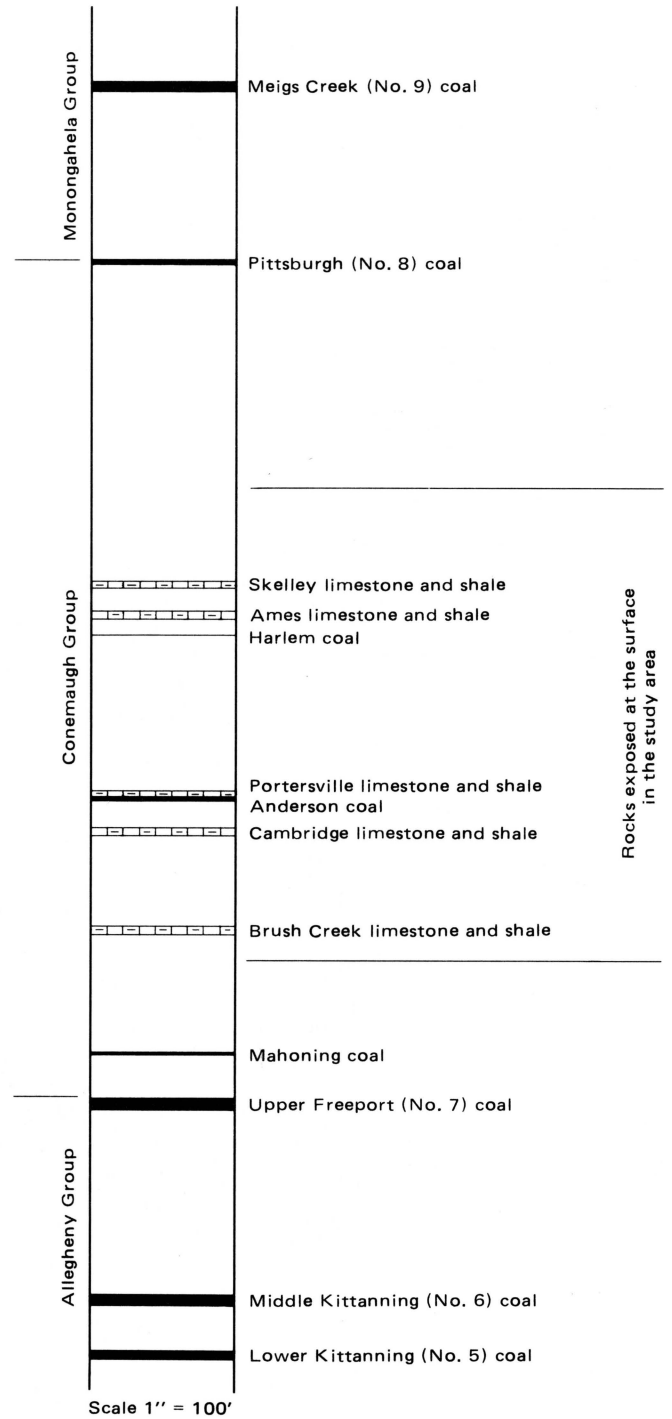 Monongahela Group
Meigs Creek (No. 9) coal
Pittsburgh (No. 8) coal
Conemaugh Group
Skelley limestone and shale
Ames limestone and shale
Harlem coal
Portersville limestone and shale
Anderson coal
Cambridge limestone and shale
Brush Creek limestone and shale
Rocks exposed at the surface
in the study area
Mahoning coal
Upper Freeport (No. 7) coal
Allegheny Group
Middle Kittanning (No. 6) coal
Lower Kittanning (No. 5) coal
Scale 1'' = 100'